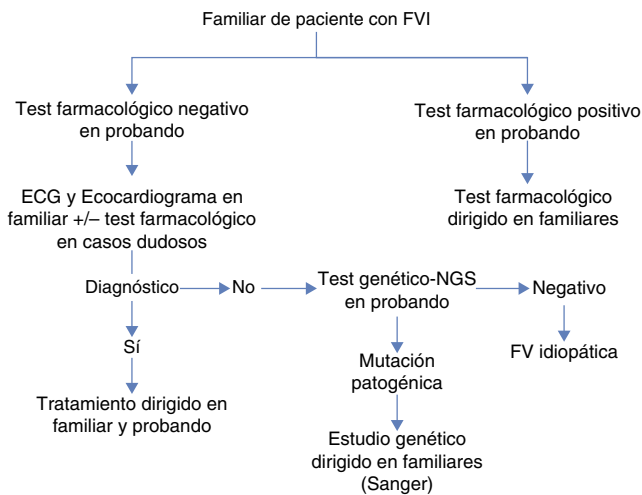 Familiar de paciente con FVI
Test farmacológico negativo
en probando
Test farmacológico positivo
en probando
ECG y Ecocardiograma en
familiar +/– test farmacológico
en casos dudosos
Test farmacológico
dirigido en familiares
Diagnóstico
No
Test genético-NGS
en probando
Negativo
Sí
Mutación
patogénica
FV idiopática
Tratamiento dirigido en
familiar y probando
Estudio genético
dirigido en familiares
(Sanger)